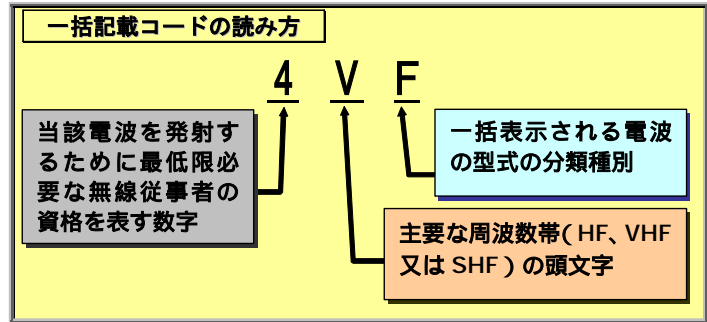 一括記載コードの読み方
4 V F
当該電波を発射す
るために最低限必
要な無線従事者の
資格を表す数字
一括表示される電波
の型式の分類種別
主要な周波数帯(HF、VHF
又は SHF)の頭文字